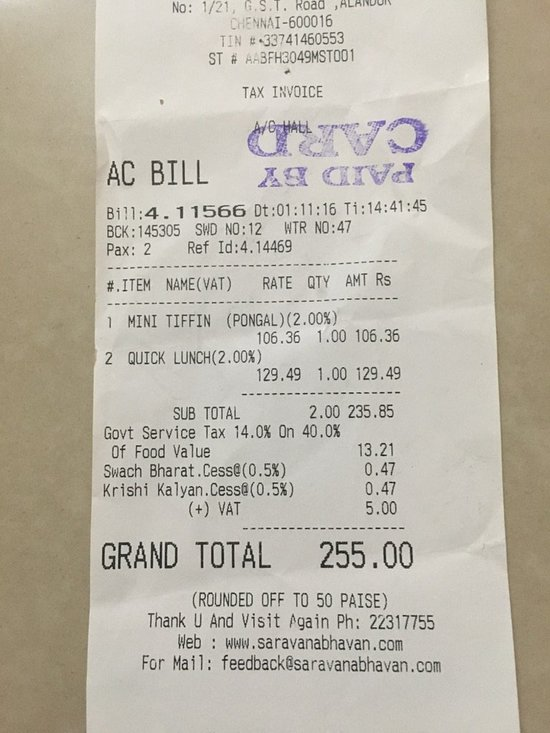 No: 1/21, G.S.T. Road ,ALANDUR
CHENNAI-600016
TIN # 33741460553
ST # AABFH3049MST001
TAX INVOICE
A/C HALL
PAID BY
CARD
AC BILL
Bill:4.11566 Dt:01:11:16 Ti:14:41:45
BCK:145305 SWD NO:12 WTR NO:47
Pax: 2 Ref Id:4.14469
#.ITEM NAME(VAT) RATE QTY AMT Rs
1 MINI TIFFIN (PONGAL)(2.00%)
106.36 1.00 106.36
2 QUICK LUNCH(2.00%)
129.49 1.00 129.49
SUB TOTAL 2.00 235.85
Govt Service Tax 14.0% On 40.0%
Of Food Value 13.21
Swach Bharat.Cess@(0.5%) 0.47
Krishi Kalyan.Cess@(0.5%) 0.47
(+) VAT 5.00
GRAND TOTAL 255.00
(ROUNDED OFF TO 50 PAISE)
Thank U And Visit Again Ph: 22317755
Web : www.saravanabhavan.com
For Mail: feedback@saravanabhavan.com